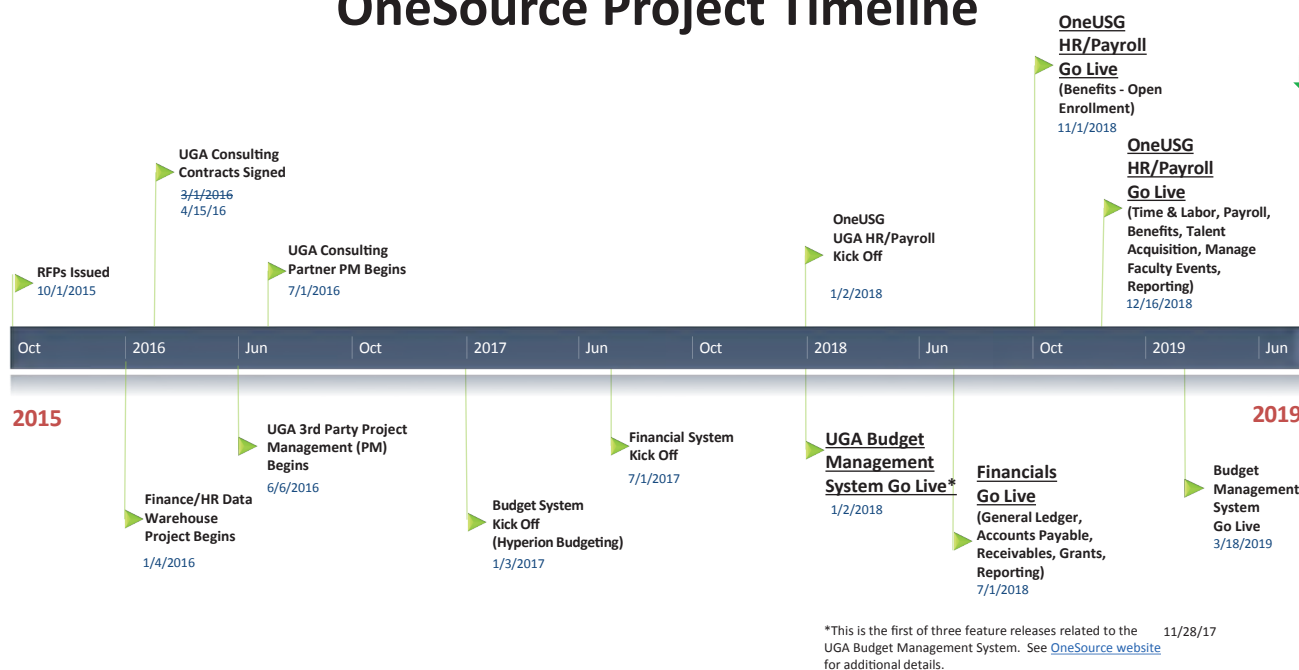 OneSource Project Timeline
OneUSG
HR/Payroll
Go Live
(Benefits - Open
Enrollment)
11/1/2018
OneUSG
HR/Payroll
Go Live
(Time & Labor, Payroll,
Benefits, Talent
Acquisition, Manage
Faculty Events,
Reporting)
12/16/2018
UGA Consulting
Contracts Signed
3/1/2016
4/15/16
OneUSG
UGA HR/Payroll
Kick Off
1/2/2018
UGA Consulting
Partner PM Begins
7/1/2016
RFPs Issued
10/1/2015
Oct 2016 Jun Oct 2017 Jun Oct 2018 Jun Oct 2019 Jun
2015 2019
UGA 3rd Party Project
Management (PM)
Begins
6/6/2016
Finance/HR Data
Warehouse
Project Begins
1/4/2016
Budget System
Kick Off
(Hyperion Budgeting)
1/3/2017
Financial System
Kick Off
7/1/2017
UGA Budget
Management
System Go Live*
1/2/2018
Financials
Go Live
(General Ledger,
Accounts Payable,
Receivables, Grants,
Reporting)
7/1/2018
Budget
Management
System
Go Live
3/18/2019
*This is the first of three feature releases related to the
UGA Budget Management System. See OneSource website
for additional details.
11/28/17